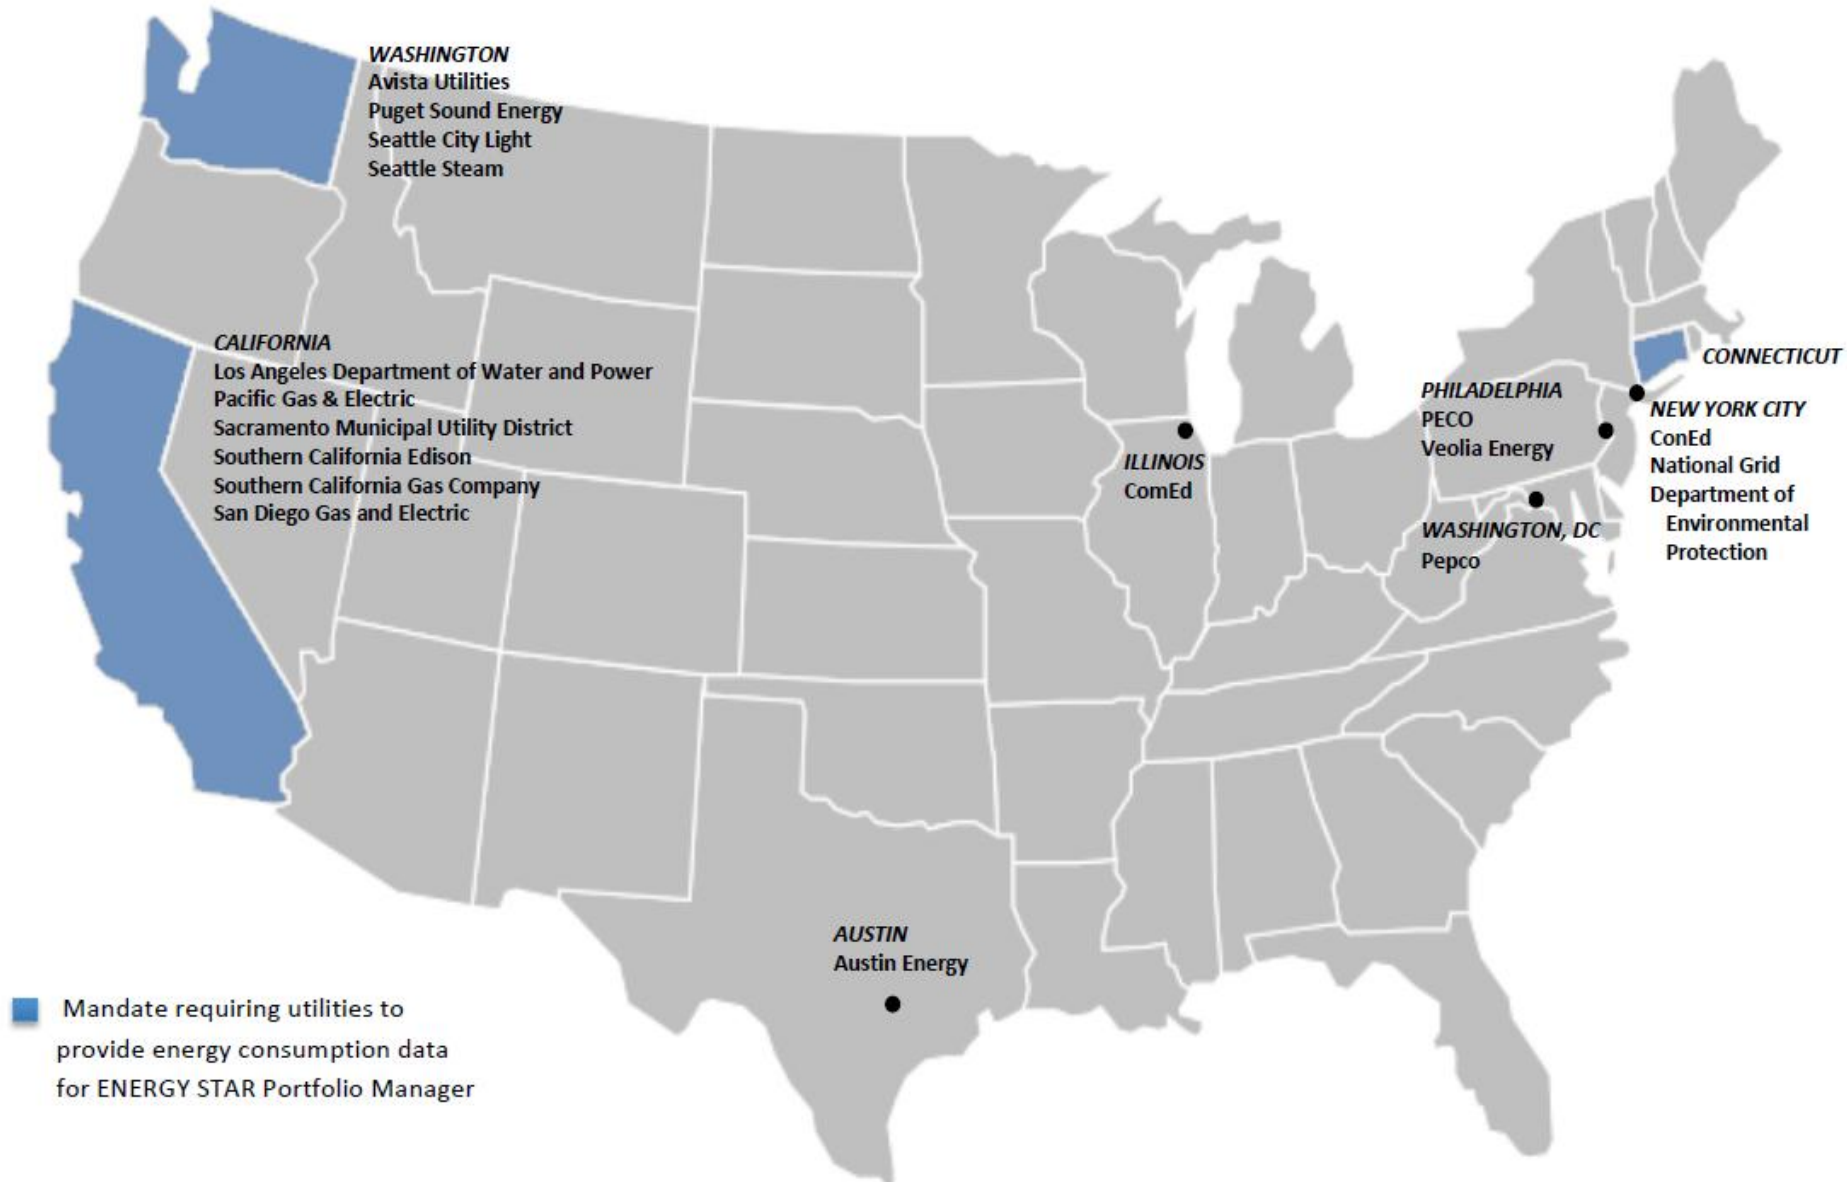 WASHINGTON
Avista Utilities
Puget Sound Energy
Seattle City Light
Seattle Steam
CALIFORNIA
Los Angeles Department of Water and Power
Pacific Gas & Electric
Sacramento Municipal Utility District
Southern California Edison
Southern California Gas Company
San Diego Gas and Electric
ILLINOIS
ComEd
PHILADELPHIA
PECO
Veolia Energy
WASHINGTON, DC
Pepco
CONNECTICUT
NEW YORK CITY
ConEd
National Grid
Department of
Environmental
Protection
AUSTIN
Austin Energy
Mandate requiring utilities to
provide energy consumption data
for ENERGY STAR Portfolio Manager